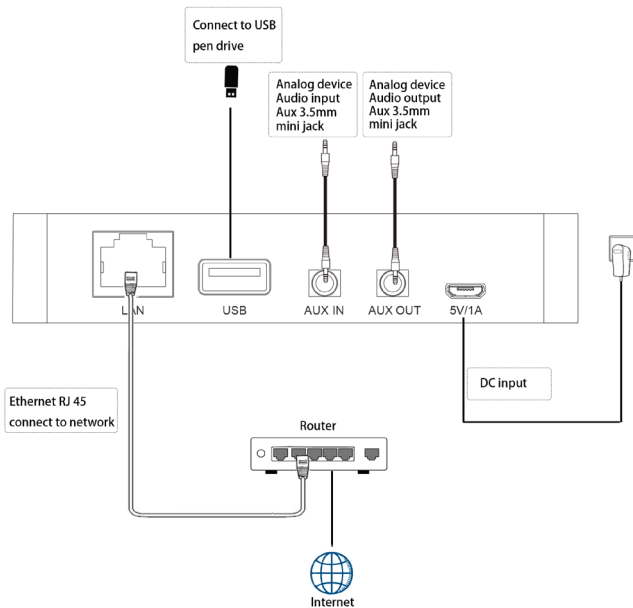 Connect to USB
pen drive
Analog device
Audio input
Aux 3.5mm
mini jack
Analog device
Audio output
Aux 3.5mm
mini jack
LAN
USB
AUX IN
AUX OUT
5V/1A
DC input
Ethernet RJ 45
connect to network
Router
Internet